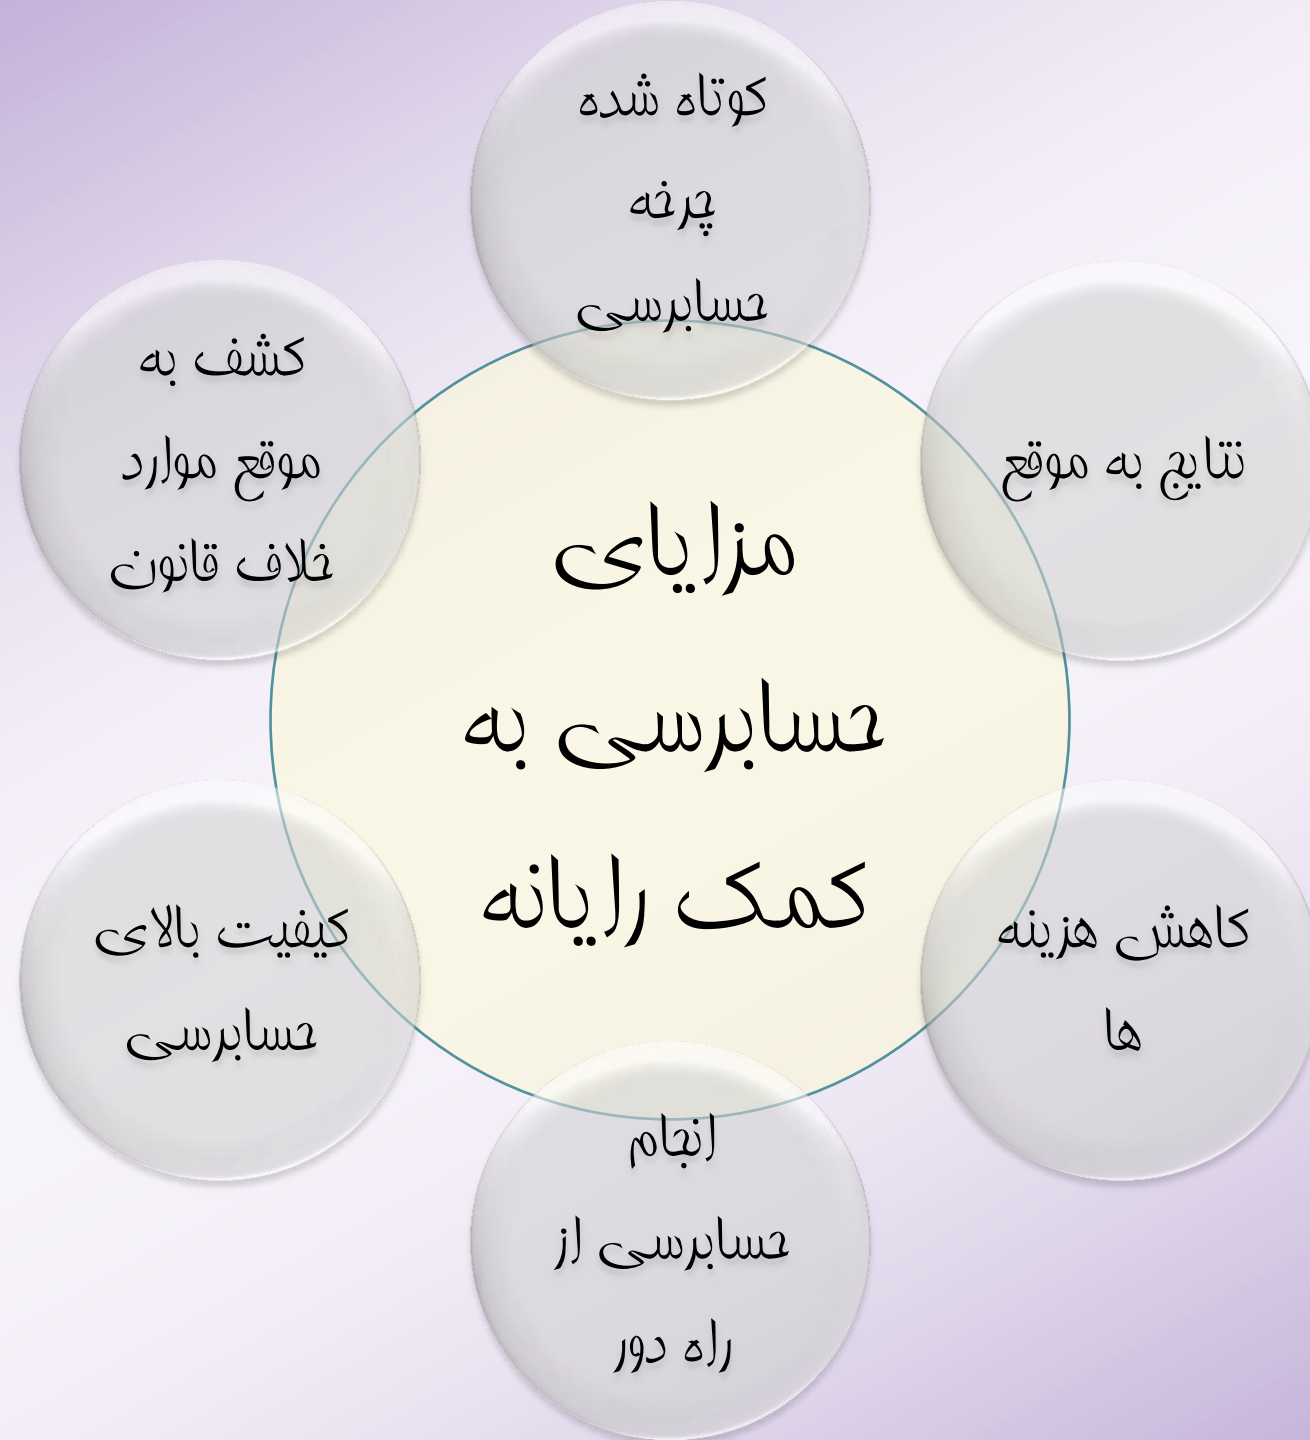 کوتاه شده
چرخه
حسابرسی
نتایج به موقع
کاهش هزینه
ها
انجام
حسابرسی از
راه دور
کیفیت بالای
حسابرسی
کشف به
موقع موارد
خلاف قانون
مزایای
حسابرسی به
کمک رایانه